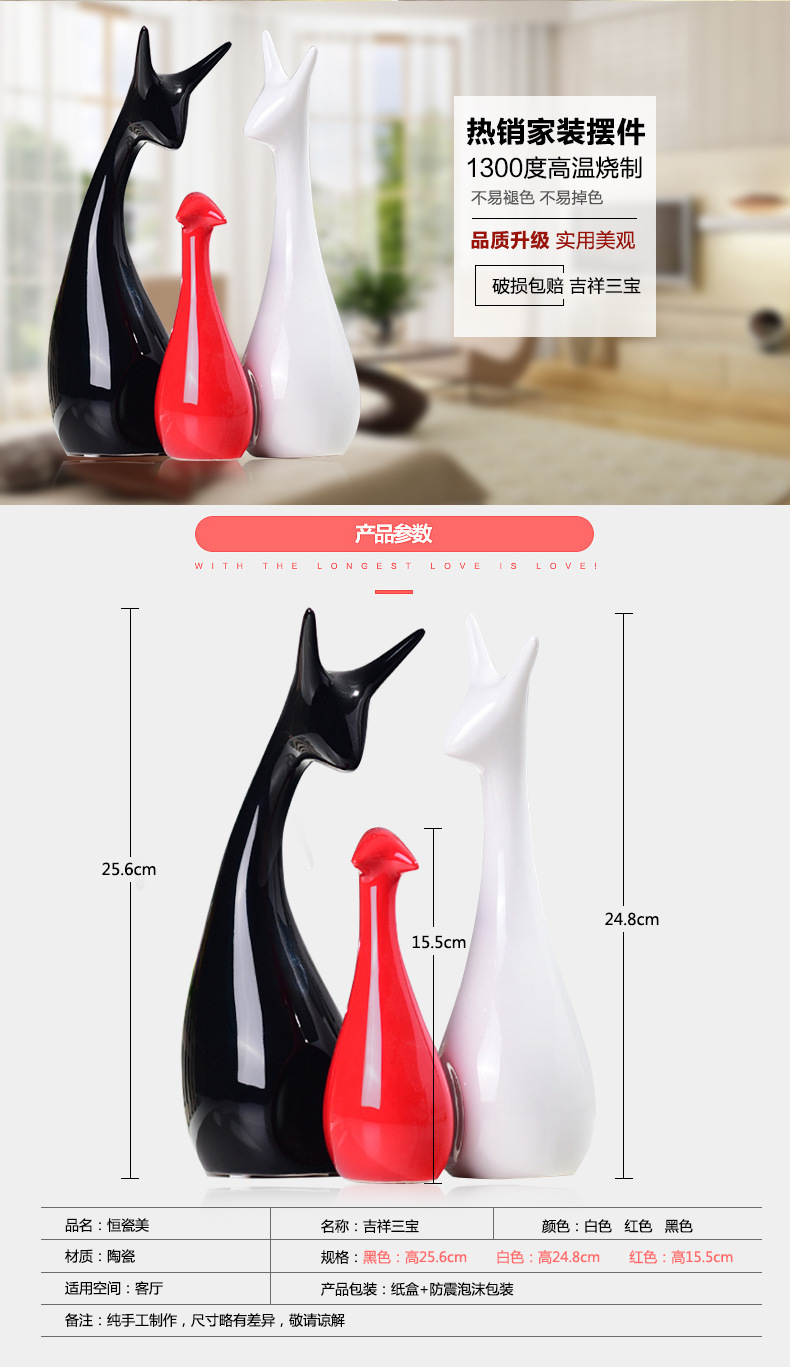 热销家装摆件
1300度高温烧制
不易褪色 不易掉色
品质升级 实用美观
破损包赔 吉祥三宝
产品参数
WITH THE LONGEST LOVE IS LOVE!
25.6cm
15.5cm
24.8cm
品名：恒瓷美 名称：吉祥三宝 颜色：白色 红色 黑色
材质：陶瓷 规格：黑色：高25.6cm 白色：高24.8cm 红色：高15.5cm
适用空间：客厅 产品包装：纸盒+防震泡沫包装
备注：纯手工制作，尺寸略有差异，敬请谅解